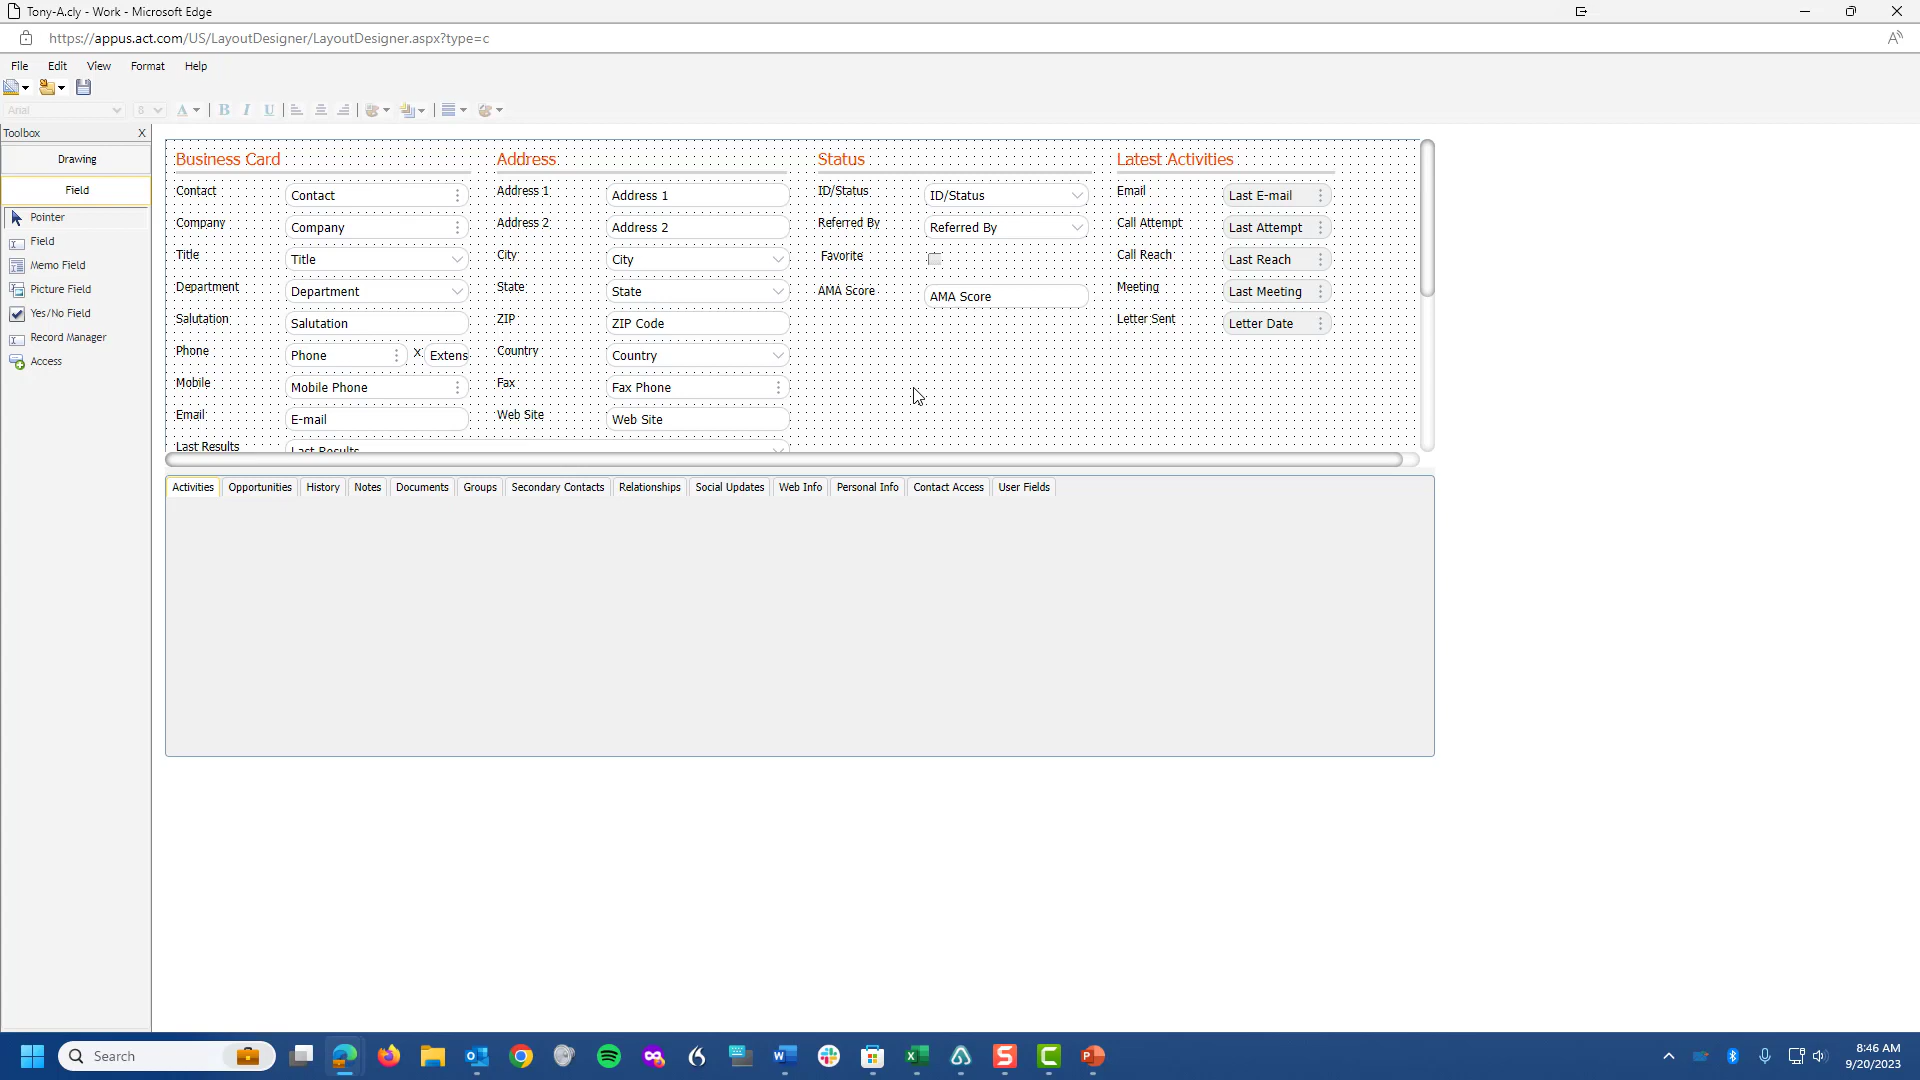 Tony-A.cly - Work - Microsoft Edge
https://appus.act.com/US/LayoutDesigner/LayoutDesigner.aspx?type=c
File Edit View Format Help
Arial 8 A B I U
Toolbox X
Drawing
Field
Pointer
Field
Memo Field
Picture Field
Yes/No Field
Record Manager
Access
Business Card
Contact Contact
Company Company
Title Title
Department Department
Salutation Salutation
Phone Phone X Extens
Mobile Mobile Phone
Email E-mail
Last Results Last Results
Address
Address 1 Address 1
Address 2 Address 2
City City
State State
ZIP ZIP Code
Country Country
Fax Fax Phone
Web Site Web Site
Status
ID/Status ID/Status
Referred By Referred By
Favorite
AMA Score AMA Score
Latest Activities
Email Last E-mail
Call Attempt Last Attempt
Call Reach Last Reach
Meeting Last Meeting
Letter Sent Letter Date
Activities Opportunities History Notes Documents Groups Secondary Contacts Relationships Social Updates Web Info Personal Info Contact Access User Fields
Search
8:46 AM
9/20/2023